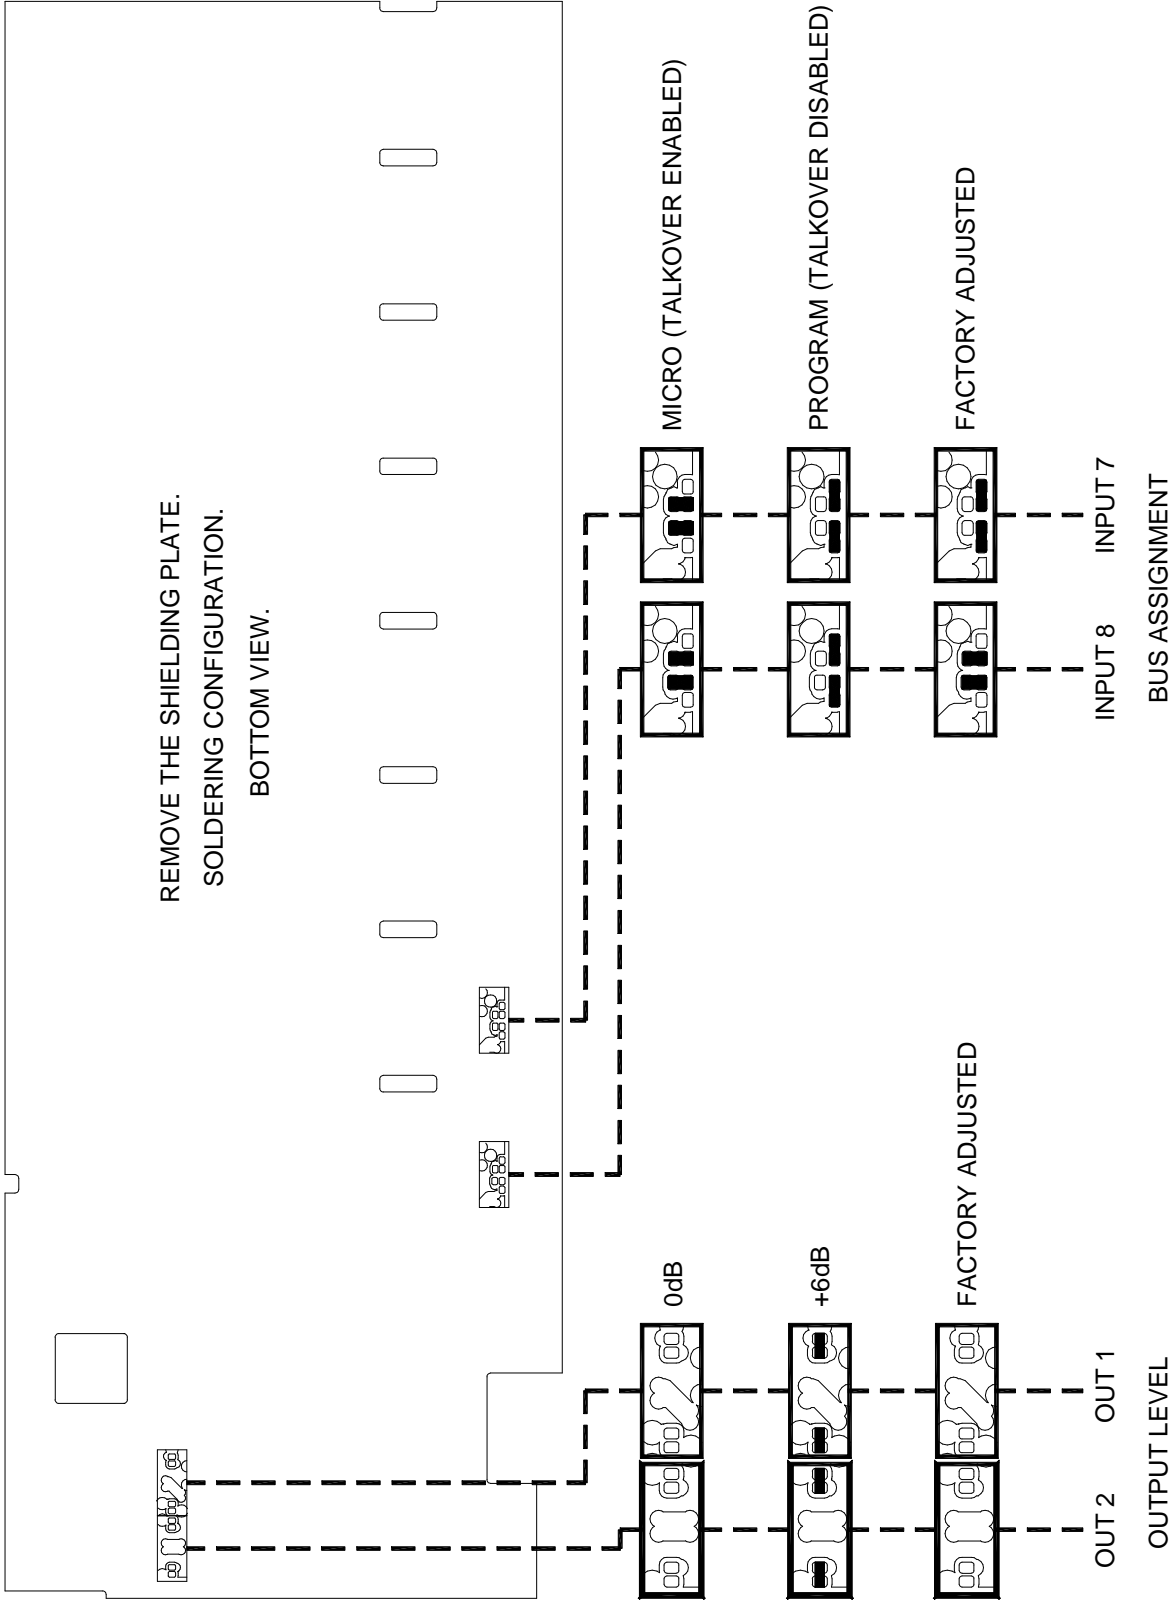 REMOVE THE SHIELDING PLATE.
SOLDERING CONFIGURATION.
BOTTOM VIEW.
0dB
MICRO (TALKOVER ENABLED)
+6dB
PROGRAM (TALKOVER DISABLED)
FACTORY ADJUSTED
FACTORY ADJUSTED
OUT 2
OUT 1
INPUT 8
INPUT 7
OUTPUT LEVEL
BUS ASSIGNMENT